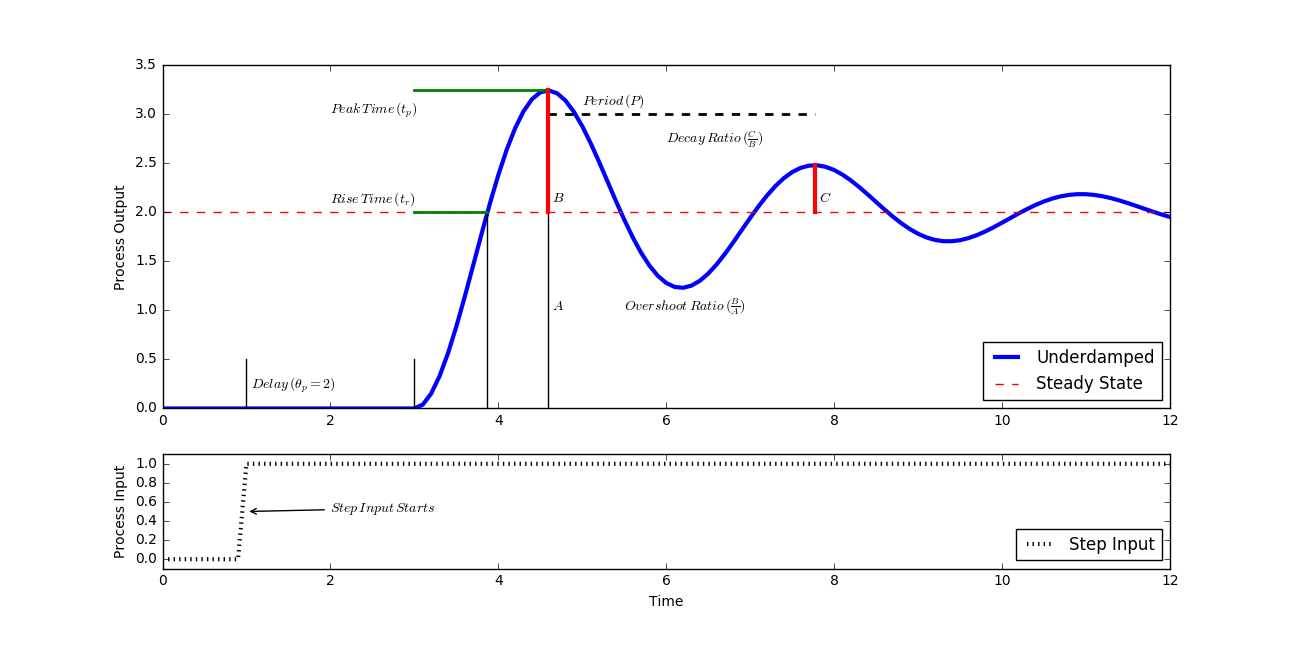 3.5
3.0
2.5
2.0
1.5
1.0
0.5
0.0
Process Output
Peak Time (t_p)
Period (P)
Decay Ratio (C/B)
Rise Time (t_r)
B
C
A
Overshoot Ratio (B/A)
Delay (θ_p = 2)
Underdamped
Steady State
0 2 4 6 8 10 12
1.0
0.8
0.6
0.4
0.2
0.0
Process Input
Step Input Starts
Step Input
0 2 4 6 8 10 12
Time